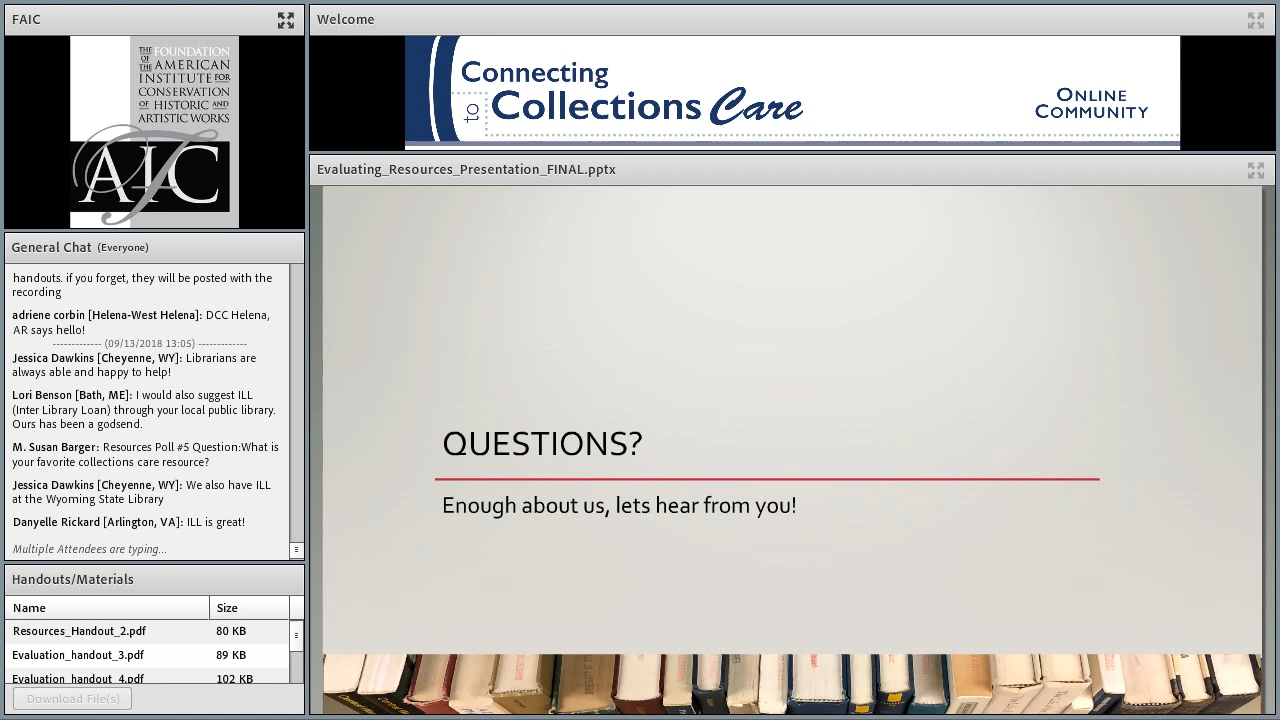 FAIC
THE FOUNDATION
OF THE AMERICAN
INSTITUTE FOR
CONSERVATION
OF HISTORIC AND
ARTISTIC WORKS
AIC
General Chat (Everyone)
handouts. if you forget, they will be posted with the
recording
adriene corbin [Helena-West Helena]: DCC Helena,
AR says hello!
------------- (09/13/2018 13:05) -------------
Jessica Dawkins [Cheyenne, WY]: Librarians are
always able and happy to help!
Lori Benson [Bath, ME]: I would also suggest ILL
(Inter Library Loan) through your local public library.
Ours has been a godsend.
M. Susan Barger: Resources Poll #5 Question:What is
your favorite collections care resource?
Jessica Dawkins [Cheyenne, WY]: We also have ILL
at the Wyoming State Library
Danyelle Rickard [Arlington, VA]: ILL is great!
Multiple Attendees are typing...
Handouts/Materials
Name Size
Resources_Handout_2.pdf 80 KB
Evaluation_handout_3.pdf 89 KB
Evaluation_handout_4.pdf 102 KB
Download File(s)
Welcome
Connecting
to Collections Care
ONLINE
COMMUNITY
Evaluating_Resources_Presentation_FINAL.pptx
QUESTIONS?
Enough about us, lets hear from you!